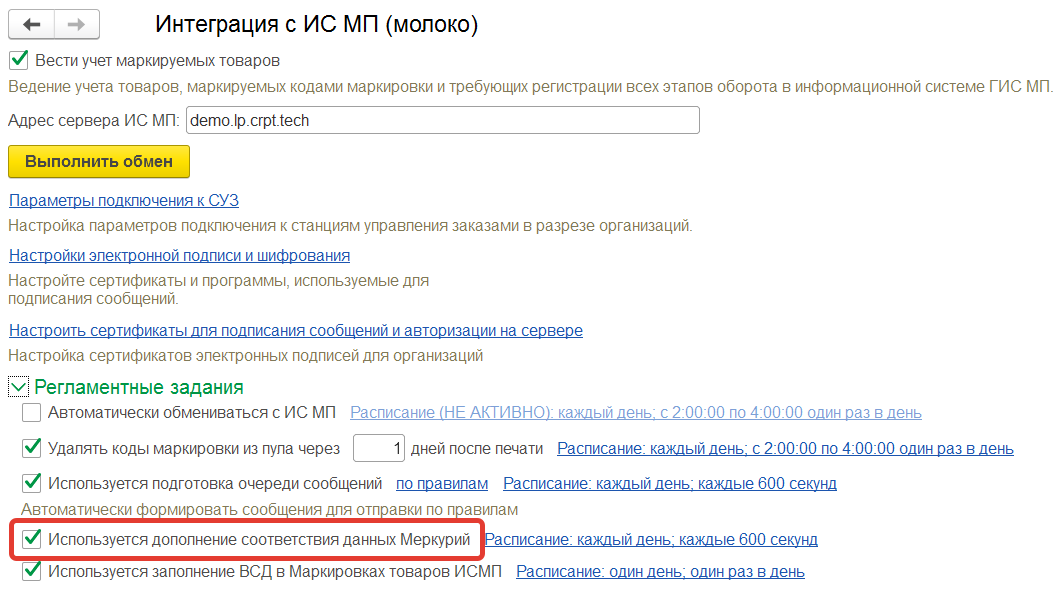 Интеграция с ИС МП (молоко)
Вести учет маркируемых товаров
Ведение учета товаров, маркируемых кодами маркировки и требующих регистрации всех этапов оборота в информационной системе ГИС МП.
Адрес сервера ИС МП: demo.lp.crpt.tech
Выполнить обмен
Параметры подключения к СУЗ
Настройка параметров подключения к станциям управления заказами в разрезе организаций.
Настройки электронной подписи и шифрования
Настройте сертификаты и программы, используемые для
подписания сообщений.
Настроить сертификаты для подписания сообщений и авторизации на сервере
Настройка сертификатов электронных подписей для организаций
Регламентные задания
Автоматически обмениваться с ИС МП Расписание (НЕ АКТИВНО): каждый день; с 2:00:00 по 4:00:00 один раз в день
Удалять коды маркировки из пула через 1 дней после печати Расписание: каждый день; с 2:00:00 по 4:00:00 один раз в день
Используется подготовка очереди сообщений по правилам Расписание: каждый день; каждые 600 секунд
Автоматически формировать сообщения для отправки по правилам
Используется дополнение соответствия данных Меркурий Расписание: каждый день; каждые 600 секунд
Используется заполнение ВСД в Маркировках товаров ИСМП Расписание: один день; один раз в день